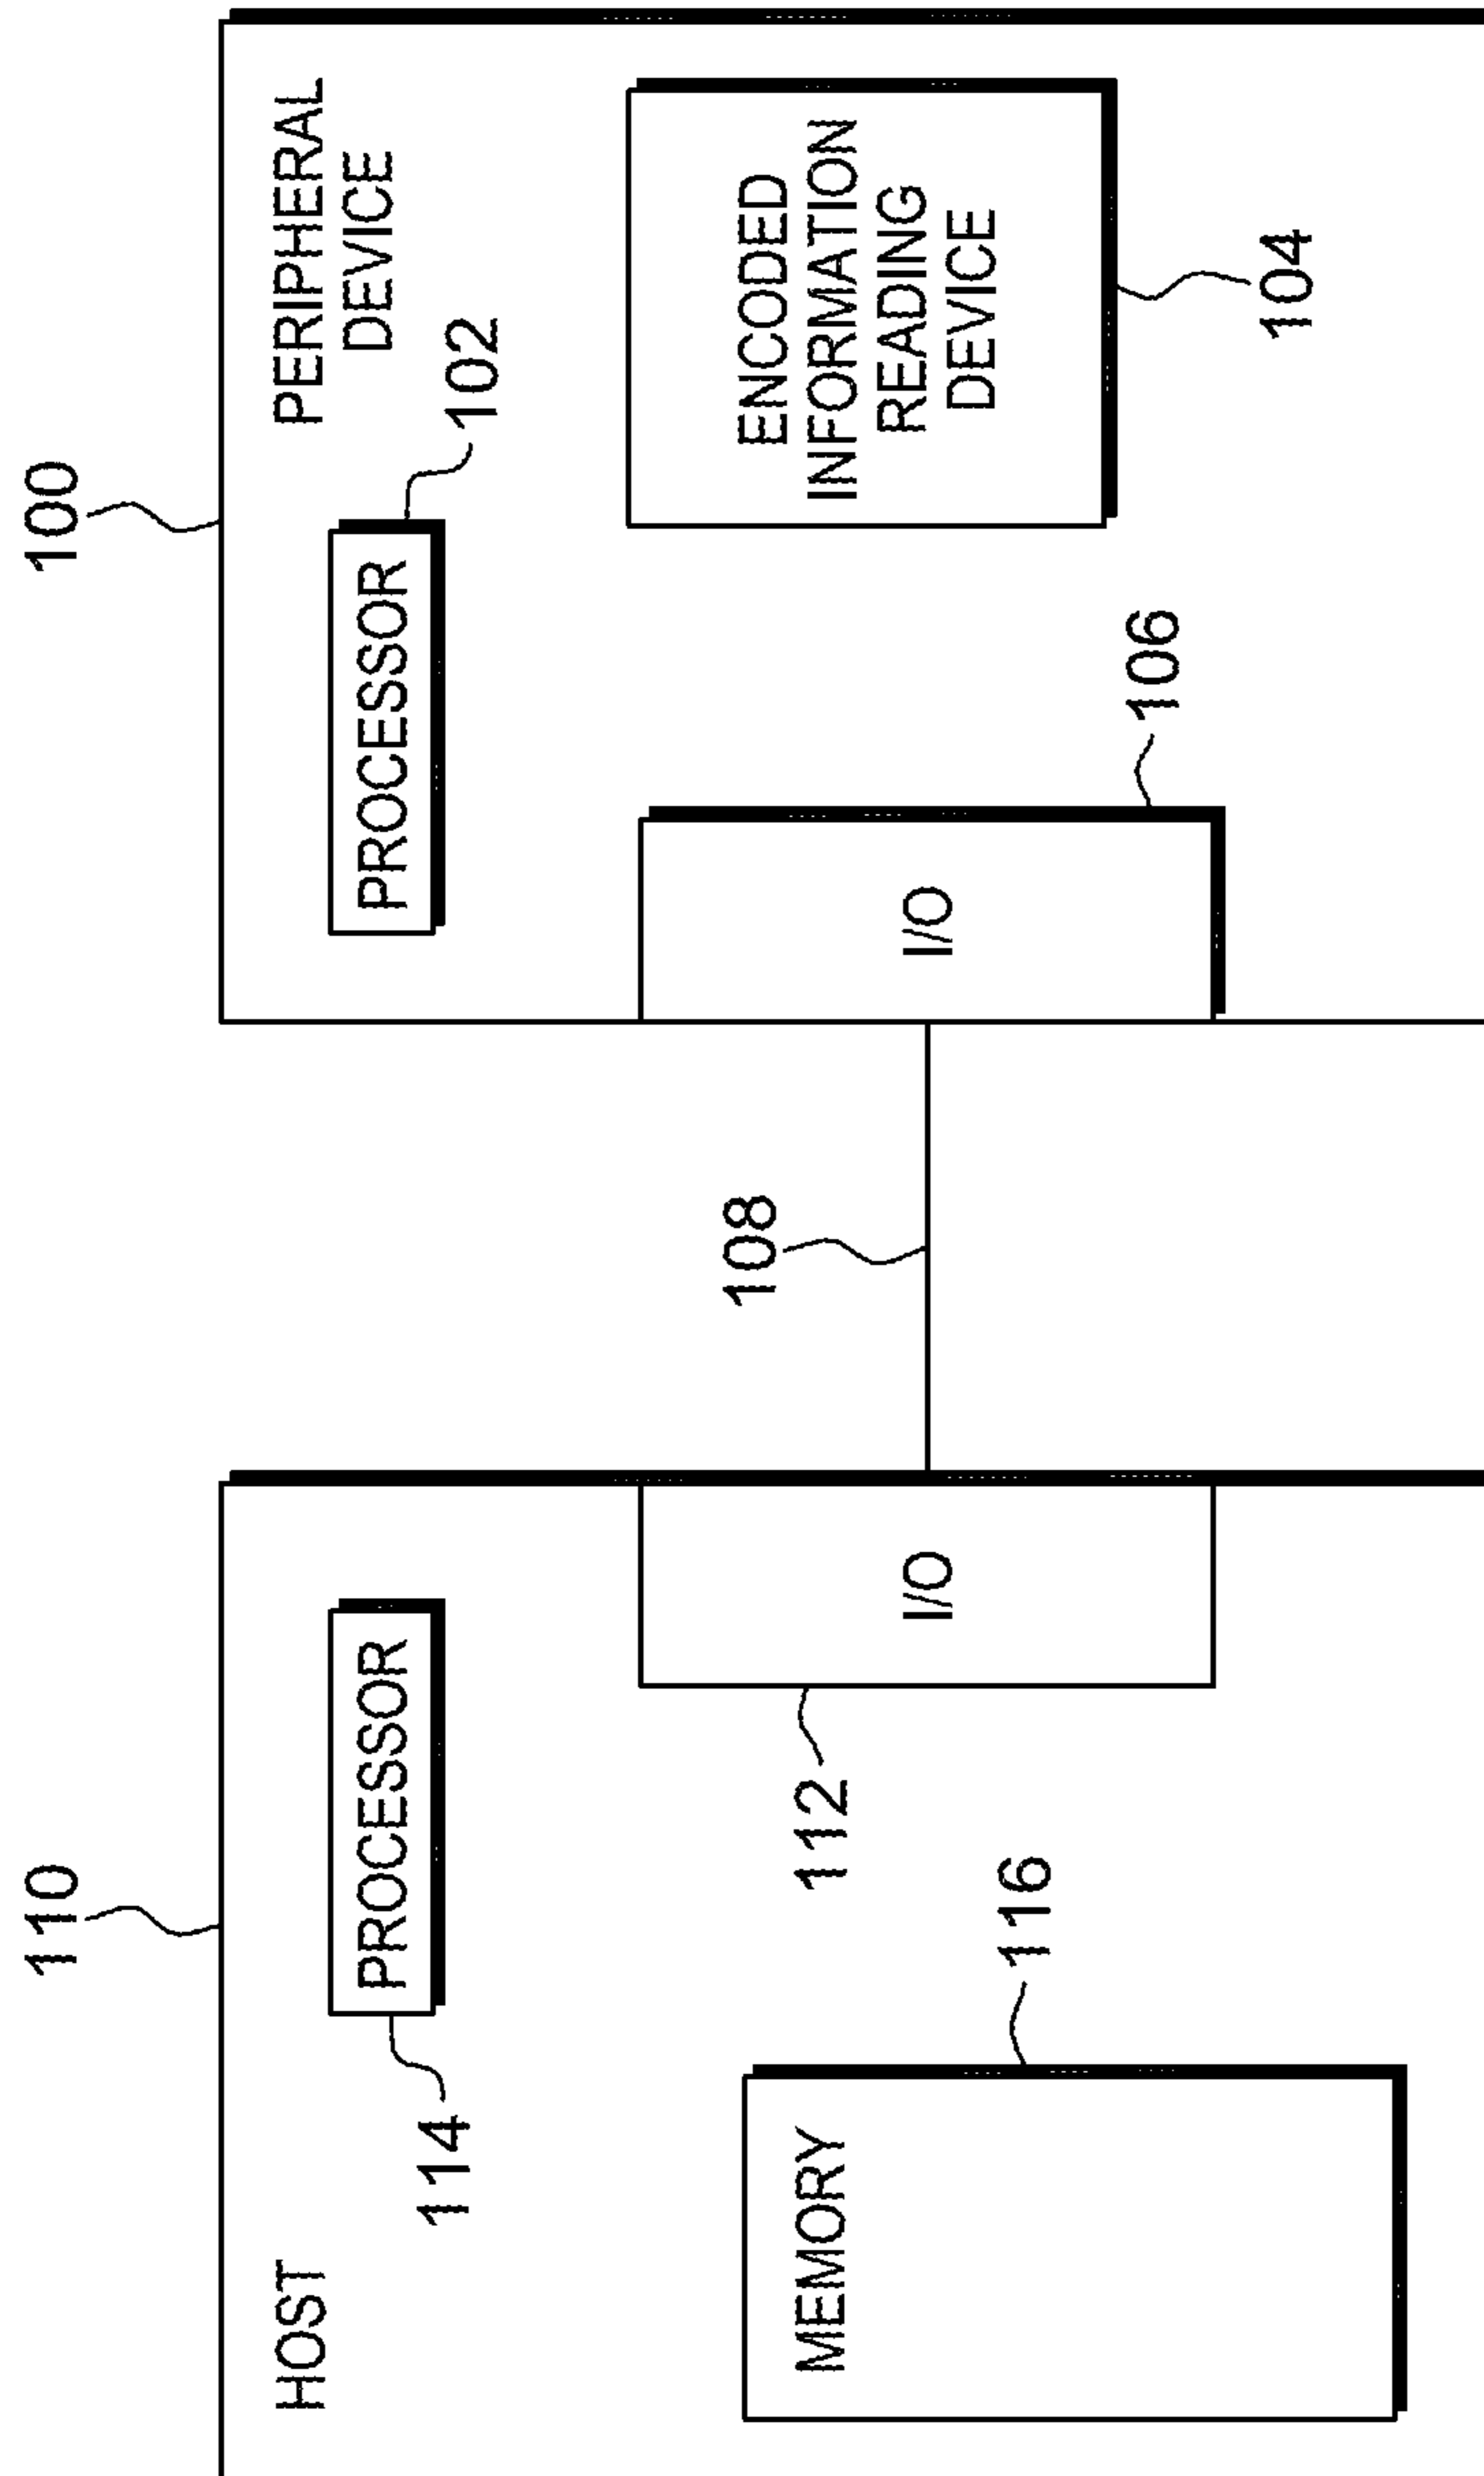 110
HOST
PROCESSOR
114
I/O
112
116
MEMORY
108
100
PERIPHERAL
DEVICE
102
PROCESSOR
ENCODED
INFORMATION
READING
DEVICE
104
I/O
106